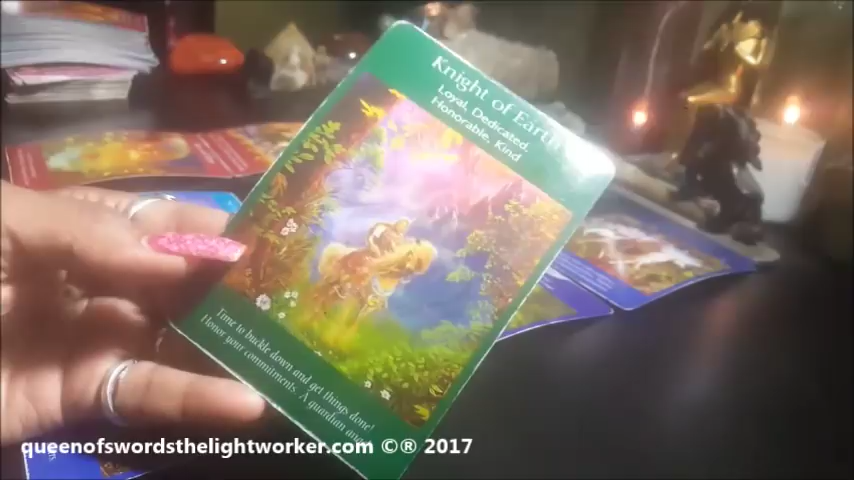 Knight of Earth
Loyal, Dedicated,
Honorable, Kind
Time to buckle down and get things done!
Honor your commitments. A guardian angel
queenofswordsthelightworker.com ©® 2017